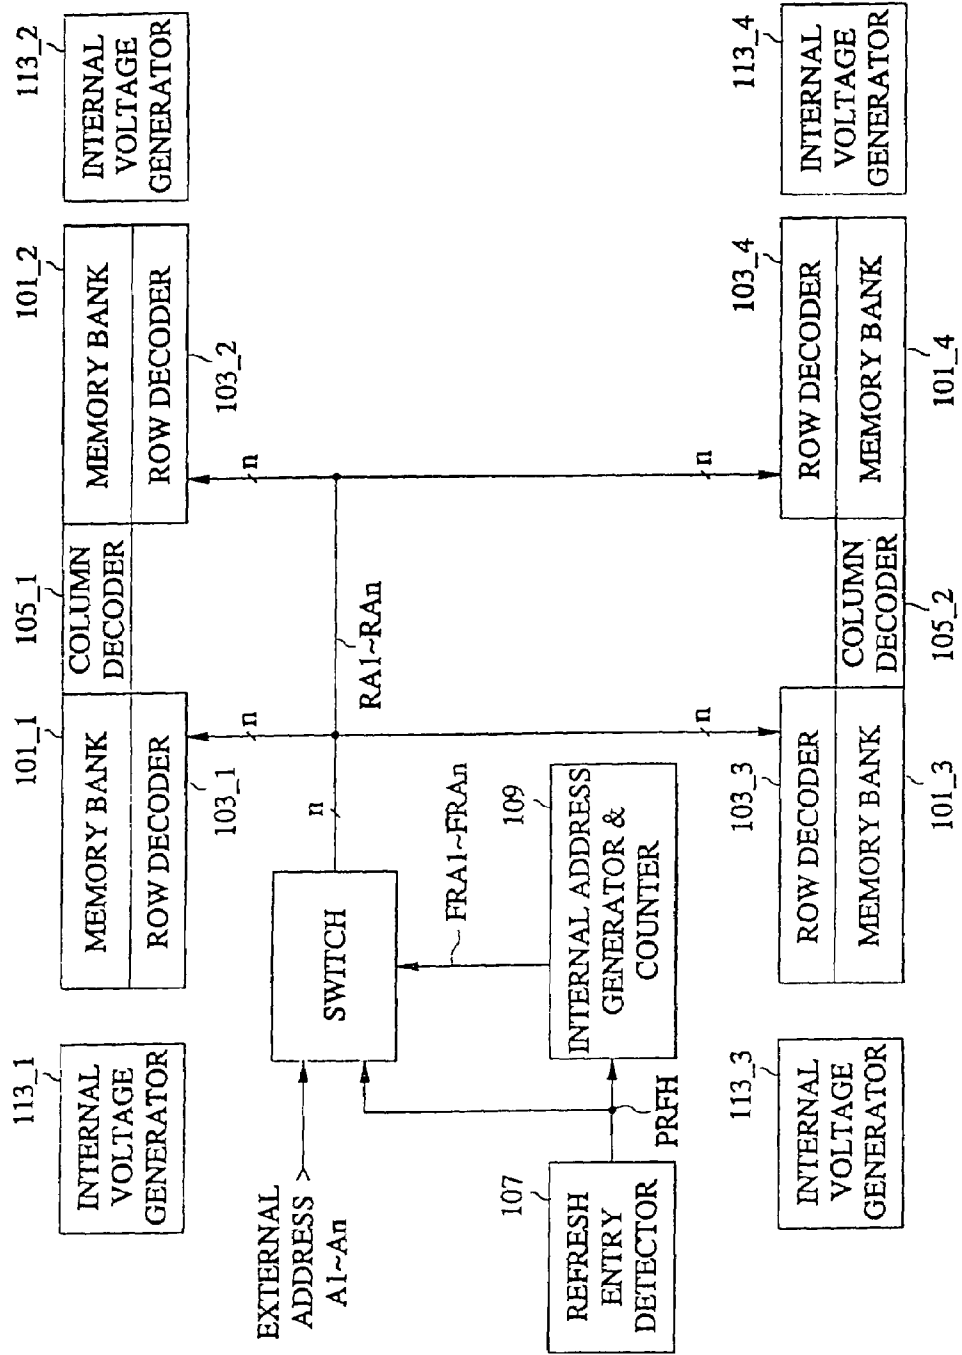 113_1
INTERNAL
VOLTAGE
GENERATOR
101_1
MEMORY BANK
ROW DECODER
103_1
105_1
COLUMN
DECODER
101_2
MEMORY BANK
ROW DECODER
103_2
113_2
INTERNAL
VOLTAGE
GENERATOR
n
n
EXTERNAL
ADDRESS
A1~An
SWITCH
n
RA1~RAn
FRA1~FRAn
107
REFRESH
ENTRY
DETECTOR
PRFH
109
INTERNAL ADDRESS
GENERATOR &
COUNTER
n
n
113_3
INTERNAL
VOLTAGE
GENERATOR
103_3
ROW DECODER
MEMORY BANK
101_3
COLUMN
DECODER
105_2
103_4
ROW DECODER
MEMORY BANK
101_4
113_4
INTERNAL
VOLTAGE
GENERATOR